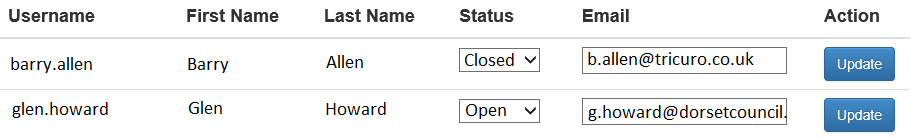 Username First Name Last Name Status Email Action
barry.allen Barry Allen Closed b.allen@tricuro.co.uk Update
glen.howard Glen Howard Open g.howard@dorsetcouncil. Update